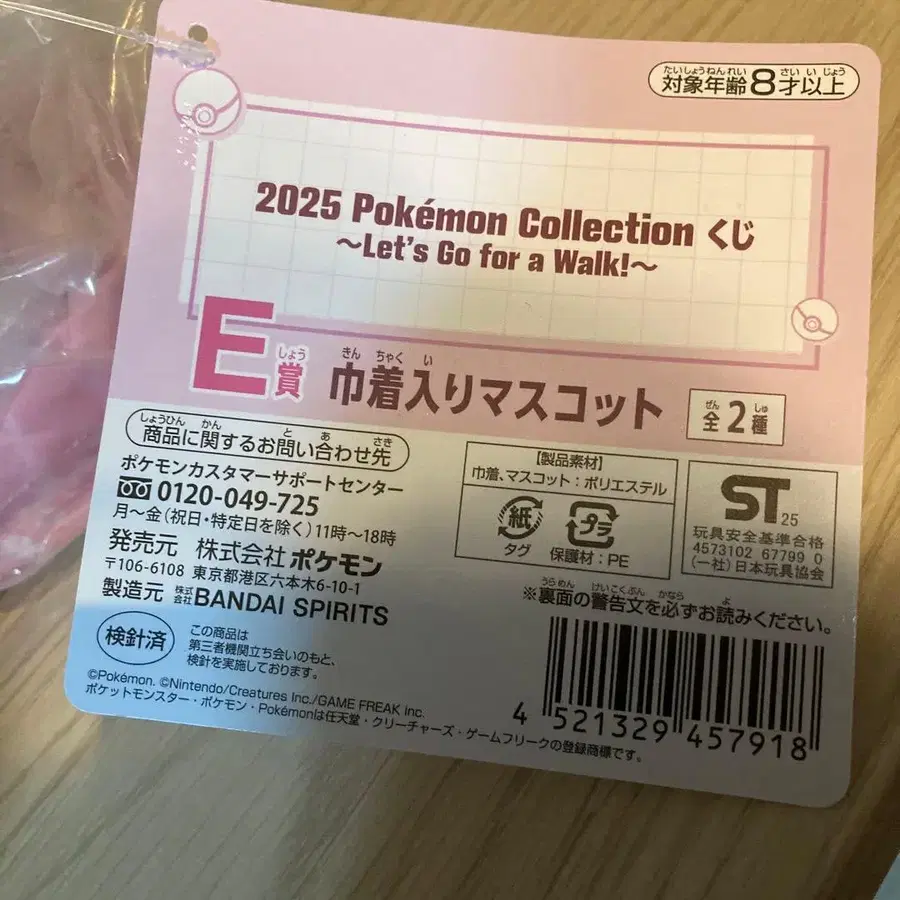 たいしょうねんれい さい い じょう
対象年齢8才以上
2025 Pokémon Collection くじ
～Let's Go for a Walk!～
しょう
E賞
きん ちゃく い
巾着入りマスコット
ぜん しゅ
全2種
しょうひん かん と あ さき
商品に関するお問い合わせ先
ポケモンカスタマーサポートセンター
0120-049-725
月～金(祝日・特定日を除く)11時～18時
発売元 株式会社ポケモン
〒106-6108 東京都港区六本木6-10-1
製造元 株式会社BANDAI SPIRITS
検針済
この商品は
第三者機関立ち会いのもと、
検針を実施しております。
【製品素材】
巾着、マスコット：ポリエステル
紙
タグ
プラ
保護材：PE
ST 25
玩具安全基準合格
4573102 67799 0
(一社)日本玩具協会
うらめん けいこくぶん かなら よ
※裏面の警告文を必ずお読みください。
4 521329 457918
©Pokémon. ©Nintendo/Creatures Inc./GAME FREAK Inc.
ポケットモンスター・ポケモン・Pokémonは任天堂・クリーチャーズ・ゲームフリークの登録商標です。